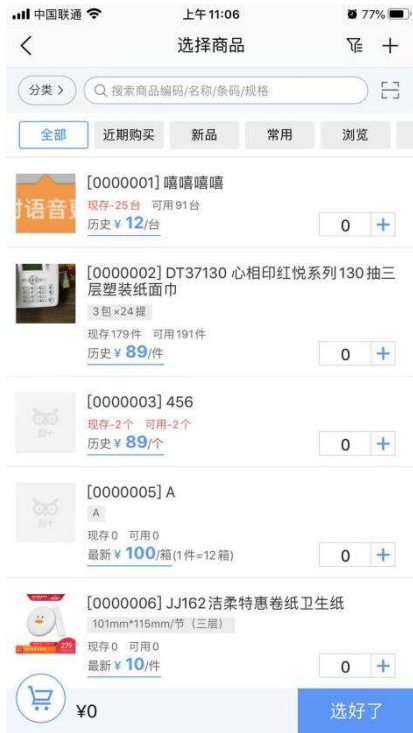 中国联通 上午 11:06 77%
选择商品
分类 搜索商品编码/名称/条码/规格
全部 近期购买 新品 常用 浏览
[0000001] 嘻嘻嘻嘻
现存-25台 可用91台
历史 ¥ 12/台
0 +
[0000002] DT37130 心相印红悦系列130抽三
层塑装纸面巾
3包×24提
现存179件 可用191件
历史 ¥ 89/件
0 +
[0000003] 456
现存-2个 可用-2个
历史 ¥ 89/个
0 +
[0000005] A
A
现存0 可用0
最新 ¥ 100/箱(1件=12箱)
0 +
[0000006] JJ162洁柔特惠卷纸卫生纸
101mm*115mm/节（三层）
279
现存0 可用0
最新 ¥ 10/件
0 +
¥0 选好了